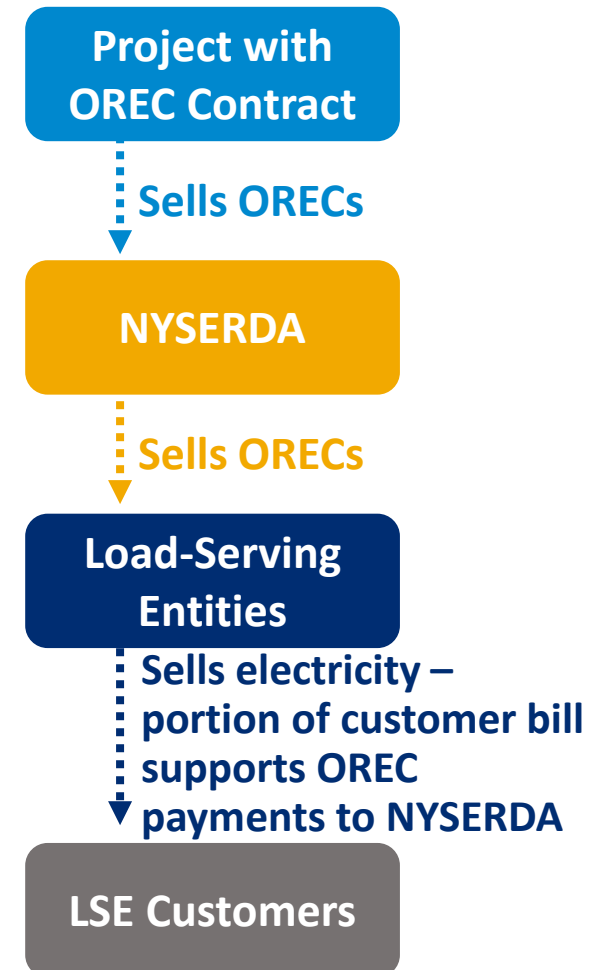 Project with
OREC Contract
Sells ORECs
NYSERDA
Sells ORECs
Load-Serving
Entities
Sells electricity –
portion of customer bill
supports OREC
payments to NYSERDA
LSE Customers